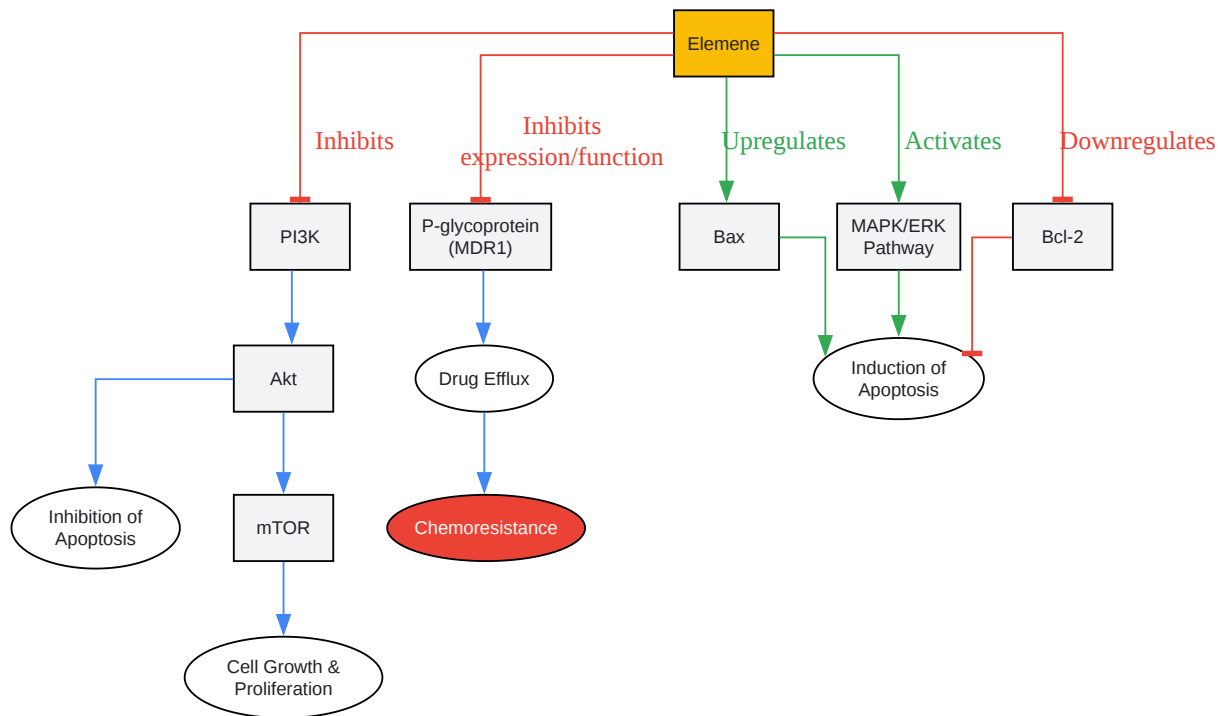 Elemene
Inhibits
Inhibits
expression/function
Upregulates
Activates
Downregulates
PI3K
P-glycoprotein
(MDR1)
Bax
MAPK/ERK
Pathway
Bcl-2
Akt
Drug Efflux
Induction of
Apoptosis
Inhibition of
Apoptosis
mTOR
Chemoresistance
Cell Growth &
Proliferation